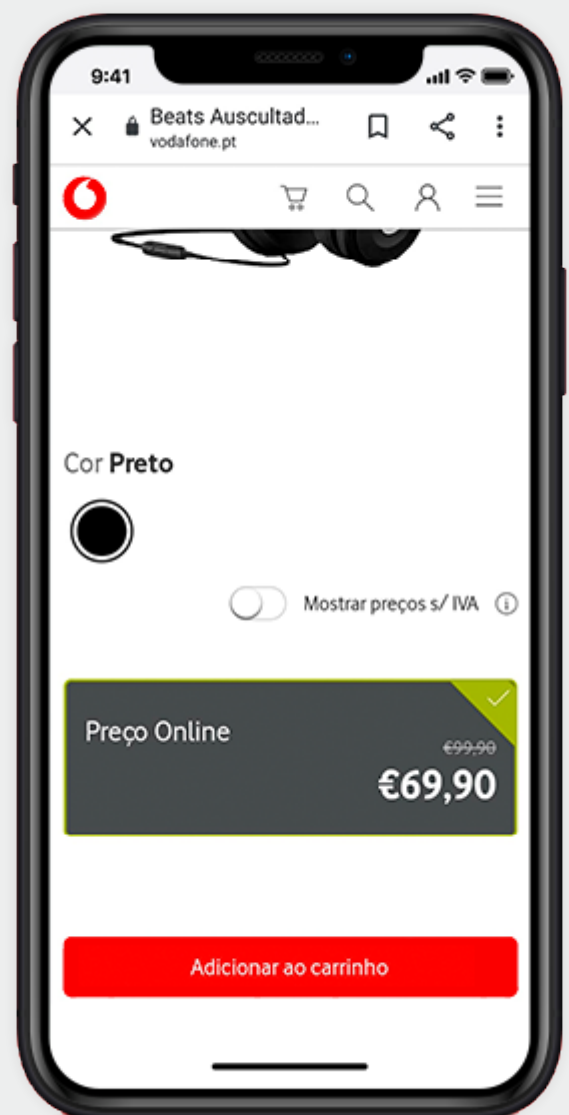 9:41
Beats Auscultad...
vodafone.pt
Cor Preto
Mostrar preços s/ IVA
Preço Online
€99,90
€69,90
Adicionar ao carrinho